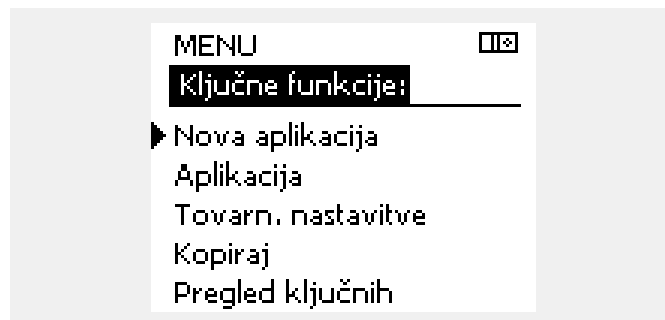 MENU
Ključne funkcije:
Nova aplikacija
Aplikacija
Tovarn. nastavitve
Kopiraj
Pregled ključnih